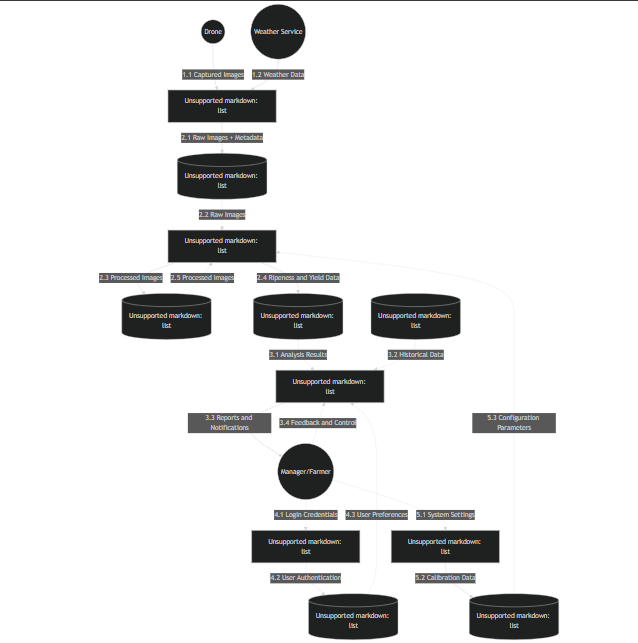 Drone
Weather Service
1.1 Captured Images
1.2 Weather Data
Unsupported markdown:
list
2.1 Raw Images + Metadata
Unsupported markdown:
list
2.2 Raw Images
Unsupported markdown:
list
2.3 Processed Images
2.5 Processed Images
2.4 Ripeness and Yield Data
Unsupported markdown:
list
Unsupported markdown:
list
Unsupported markdown:
list
3.1 Analysis Results
3.2 Historical Data
Unsupported markdown:
list
3.3 Reports and
Notifications
3.4 Feedback and Control
5.3 Configuration
Parameters
Manager/Farmer
4.1 Login Credentials
4.3 User Preferences
5.1 System Settings
Unsupported markdown:
list
Unsupported markdown:
list
4.2 User Authentication
5.2 Calibration Data
Unsupported markdown:
list
Unsupported markdown:
list